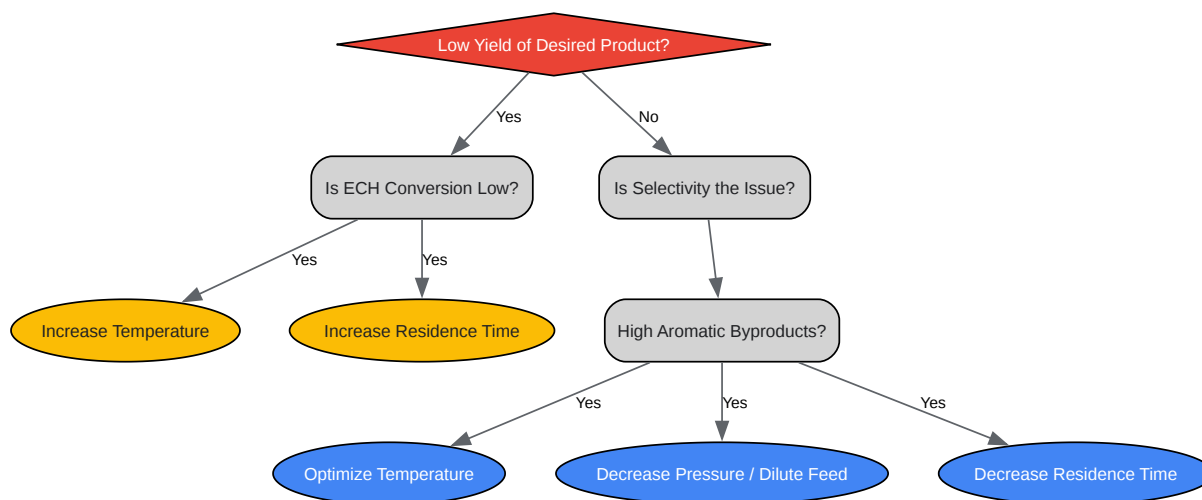 Low Yield of Desired Product?
Yes
No
Is ECH Conversion Low?
Is Selectivity the Issue?
Yes
Yes
Increase Temperature
Increase Residence Time
High Aromatic Byproducts?
Yes
Yes
Yes
Optimize Temperature
Decrease Pressure / Dilute Feed
Decrease Residence Time